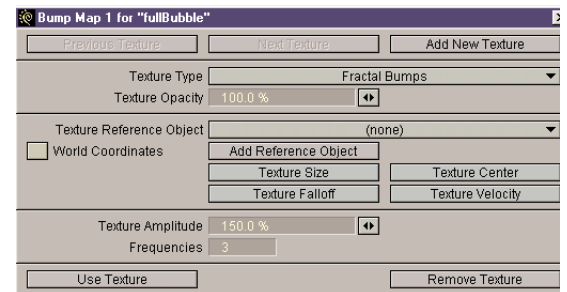 Bump Map 1 for "fullBubble"
Previous Texture Next Texture Add New Texture
Texture Type Fractal Bumps
Texture Opacity 100.0 %
Texture Reference Object (none)
World Coordinates Add Reference Object
Texture Size Texture Center
Texture Falloff Texture Velocity
Texture Amplitude 150.0 %
Frequencies 3
Use Texture Remove Texture